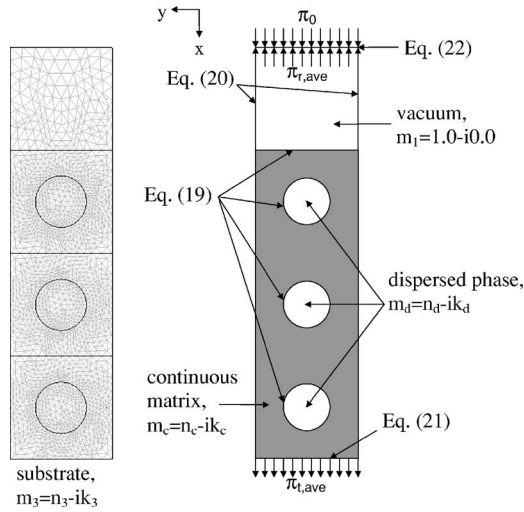 y
x
π0
Eq. (22)
πr,ave
Eq. (20)
vacuum,
m1=1.0-i0.0
Eq. (19)
dispersed phase,
md=nd-ikd
continuous
matrix,
mc=nc-ikc
Eq. (21)
substrate,
m3=n3-ik3
πt,ave